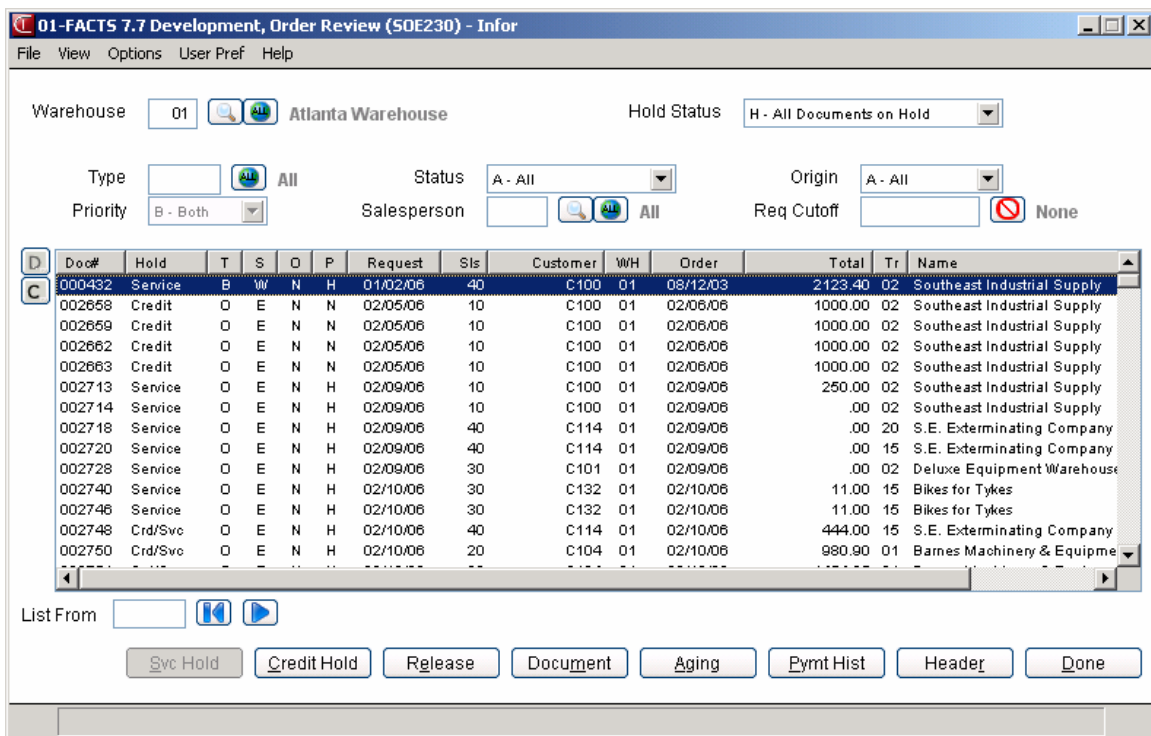 01-FACTS 7.7 Development, Order Review (SOE230) - Infor
File View Options User Pref Help
Warehouse 01 ALL Atlanta Warehouse Hold Status H - All Documents on Hold
Type ALL All Status A - All Origin A - All
Priority B - Both Salesperson ALL All Req Cutoff None
D
C
Doc# Hold T S O P Request Sls Customer WH Order Total Tr Name
000432 Service B W N H 01/02/06 40 C100 01 08/12/03 2123.40 02 Southeast Industrial Supply
002658 Credit O E N N 02/05/06 10 C100 01 02/06/06 1000.00 02 Southeast Industrial Supply
002659 Credit O E N N 02/05/06 10 C100 01 02/06/06 1000.00 02 Southeast Industrial Supply
002662 Credit O E N N 02/05/06 10 C100 01 02/06/06 1000.00 02 Southeast Industrial Supply
002663 Credit O E N N 02/05/06 10 C100 01 02/06/06 1000.00 02 Southeast Industrial Supply
002713 Service O E N H 02/09/06 10 C100 01 02/09/06 250.00 02 Southeast Industrial Supply
002714 Service O E N H 02/09/06 10 C100 01 02/09/06 .00 02 Southeast Industrial Supply
002718 Service O E N H 02/09/06 40 C114 01 02/09/06 .00 20 S.E. Exterminating Company
002720 Service O E N H 02/09/06 40 C114 01 02/09/06 .00 15 S.E. Exterminating Company
002728 Service O E N H 02/09/06 30 C101 01 02/09/06 .00 02 Deluxe Equipment Warehouse
002740 Service O E N H 02/10/06 30 C132 01 02/10/06 11.00 15 Bikes for Tykes
002746 Service O E N H 02/10/06 30 C132 01 02/10/06 11.00 15 Bikes for Tykes
002748 Crd/Svc O E N H 02/10/06 40 C114 01 02/10/06 444.00 15 S.E. Exterminating Company
002750 Crd/Svc O E N H 02/10/06 20 C104 01 02/10/06 980.90 01 Barnes Machinery & Equipme
List From
Svc Hold Credit Hold Release Document Aging Pymt Hist Header Done